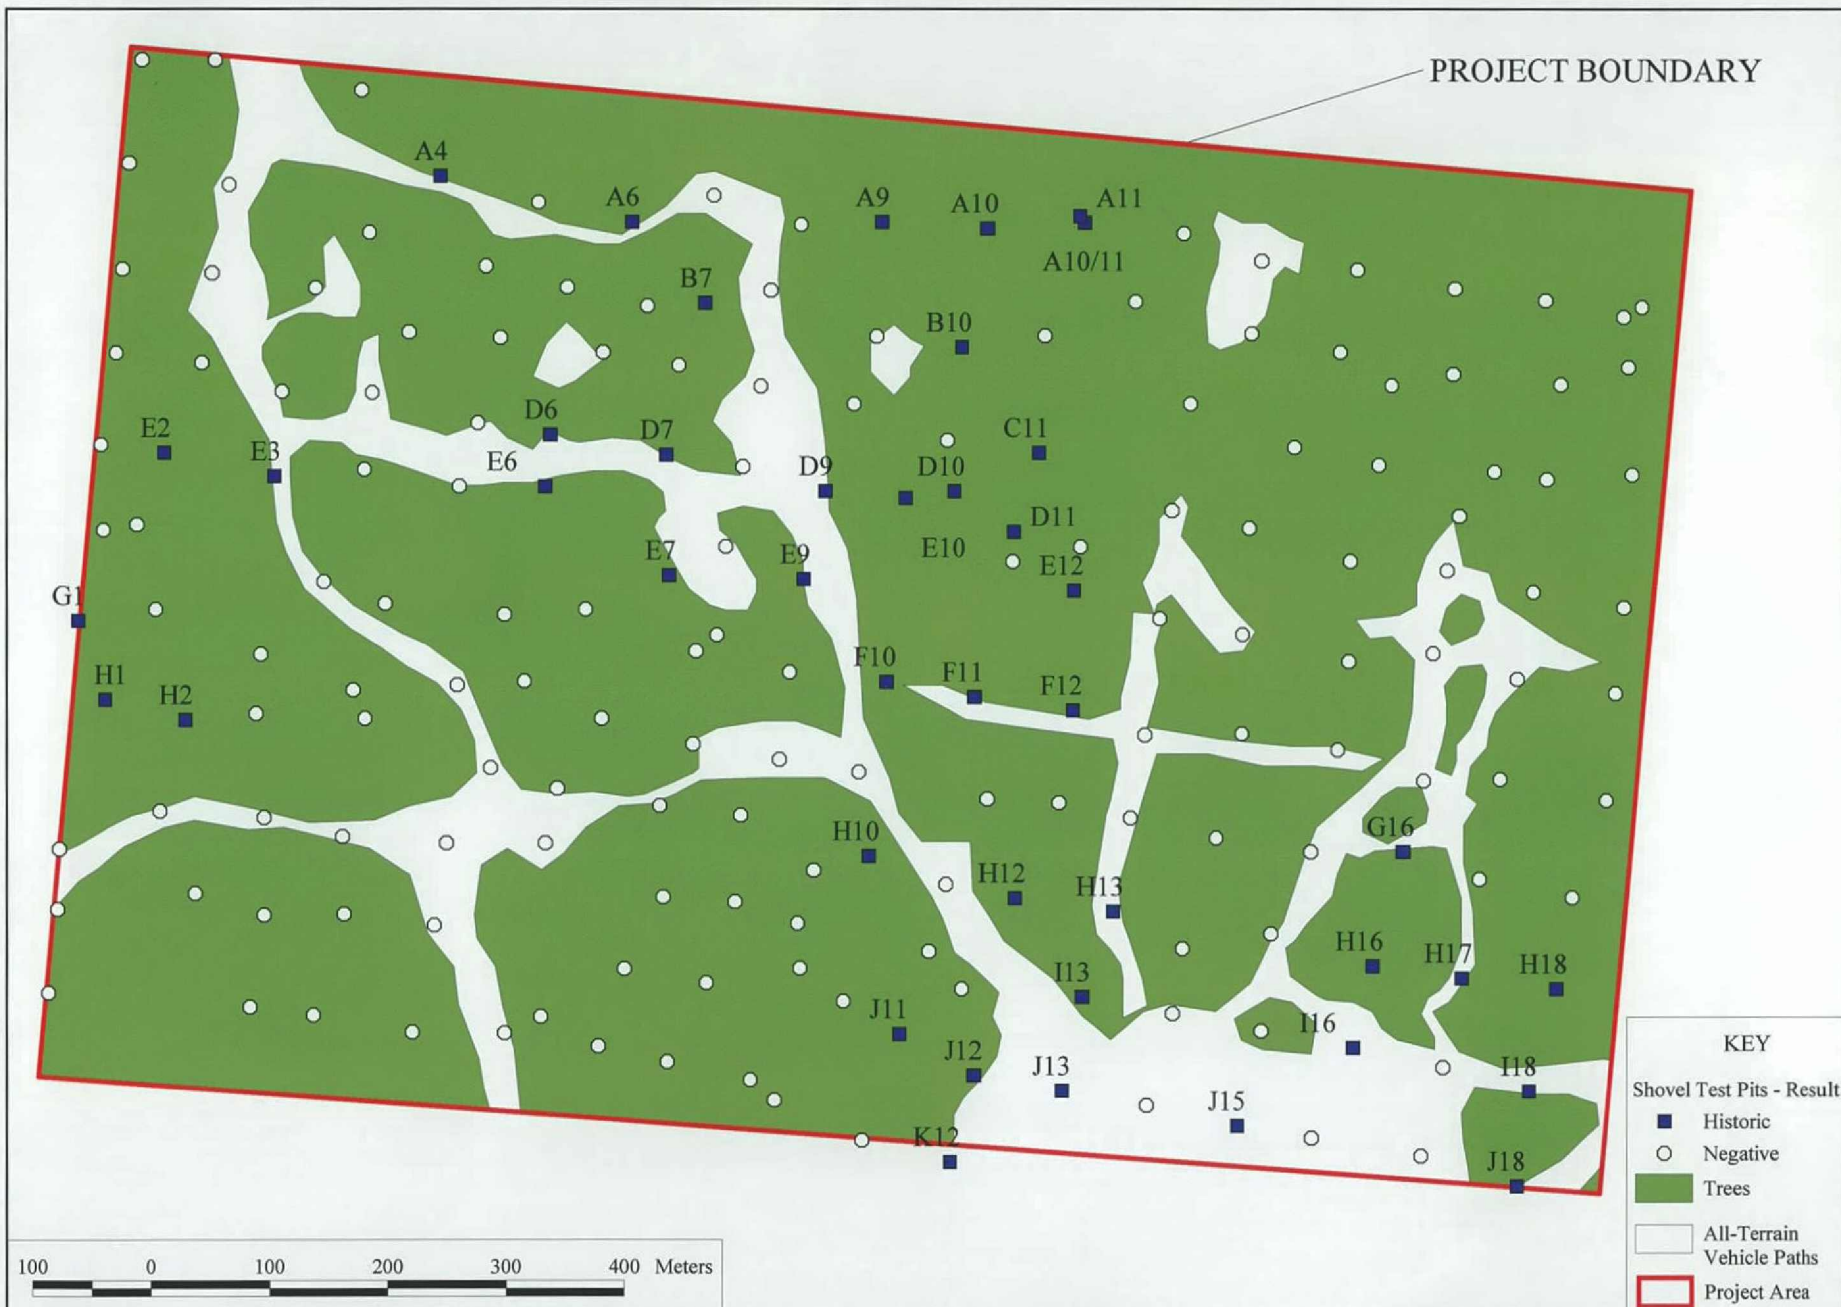 PROJECT BOUNDARY
A4
A6
A9
A10
A11
A10/11
B7
B10
E2
E3
D6
E6
D7
D9
D10
C11
D11
E10
E7
E9
E12
G1
H1
H2
F10
F11
F12
H10
G16
H12
H13
I13
H16
H17
H18
J11
I16
J12
J13
I18
J15
K12
J18
KEY
Shovel Test Pits - Result
Historic
Negative
Trees
All-Terrain
Vehicle Paths
Project Area
100 0 100 200 300 400 Meters